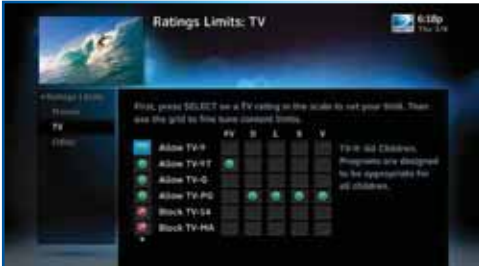 Ratings Limits: TV
6:18p
Thu 3/4
Ratings Limits
Movies
TV
Other
First, press SELECT on a TV rating in the scale to set your limit. Then
use the grid to fine tune content limits.
FV D L S V
Allow TV-Y
Allow TV-Y7
Allow TV-G
Allow TV-PG
Block TV-14
Block TV-MA
TV-Y: All Children.
Programs are designed
to be appropriate for
all children.